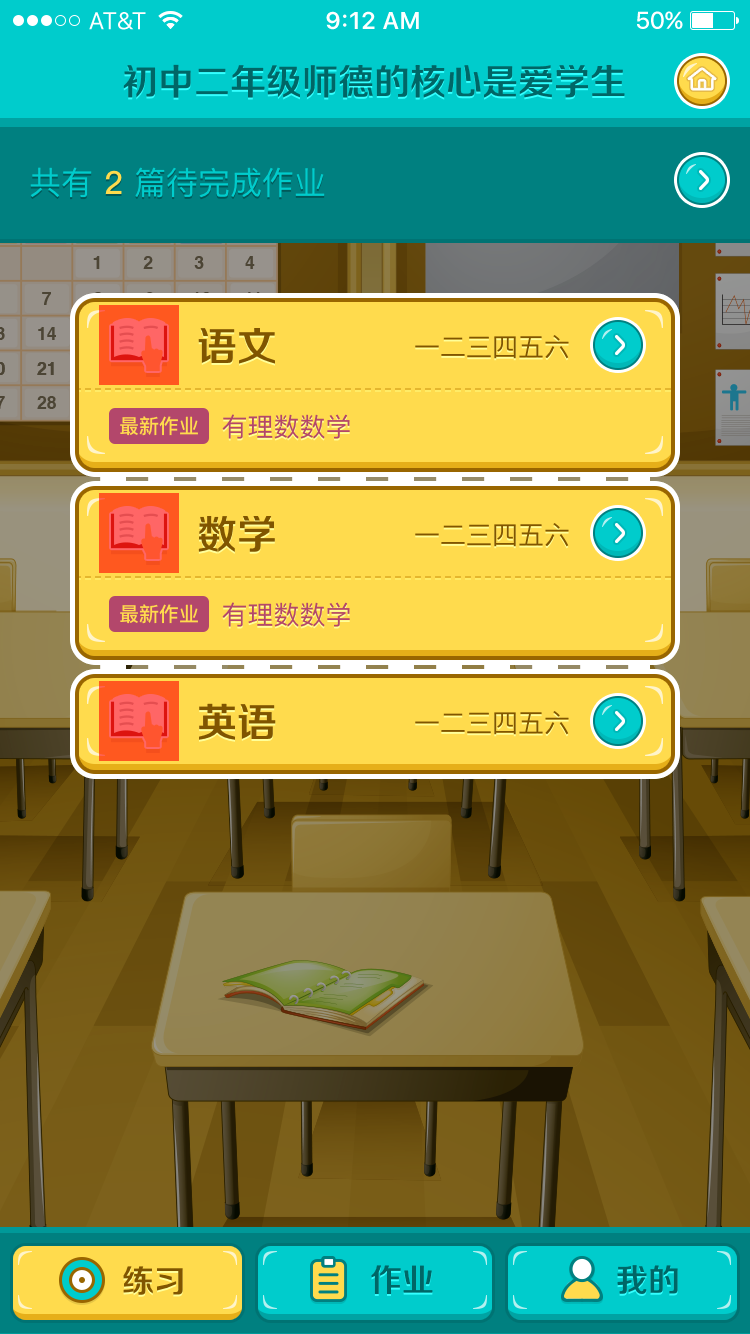 AT&T 9:12 AM 50%
初中二年级师德的核心是爱学生
共有 2 篇待完成作业
1 2 3 4
7
14
21
28
语文 一二三四五六
最新作业 有理数数学
数学 一二三四五六
最新作业 有理数数学
英语 一二三四五六
练习 作业 我的